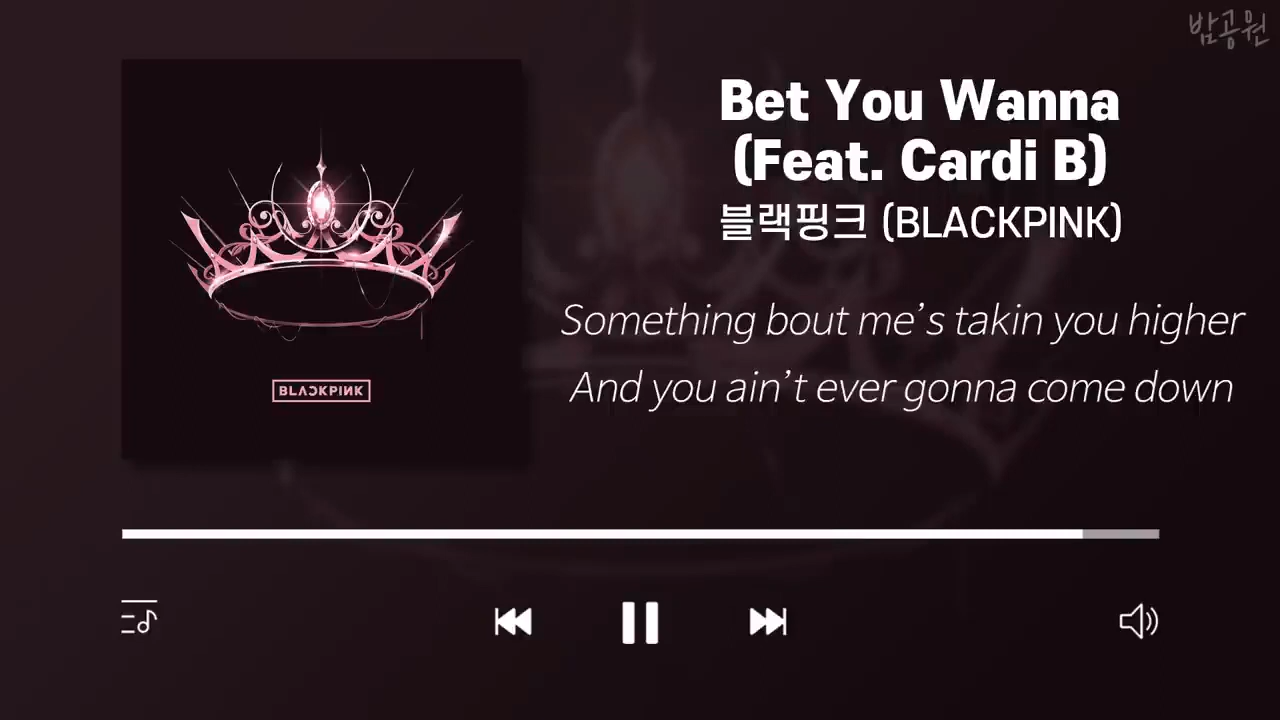 밤공원
Bet You Wanna
(Feat. Cardi B)
블랙핑크 (BLACKPINK)
Something bout me’s takin you higher
And you ain’t ever gonna come down
BLACKPINK